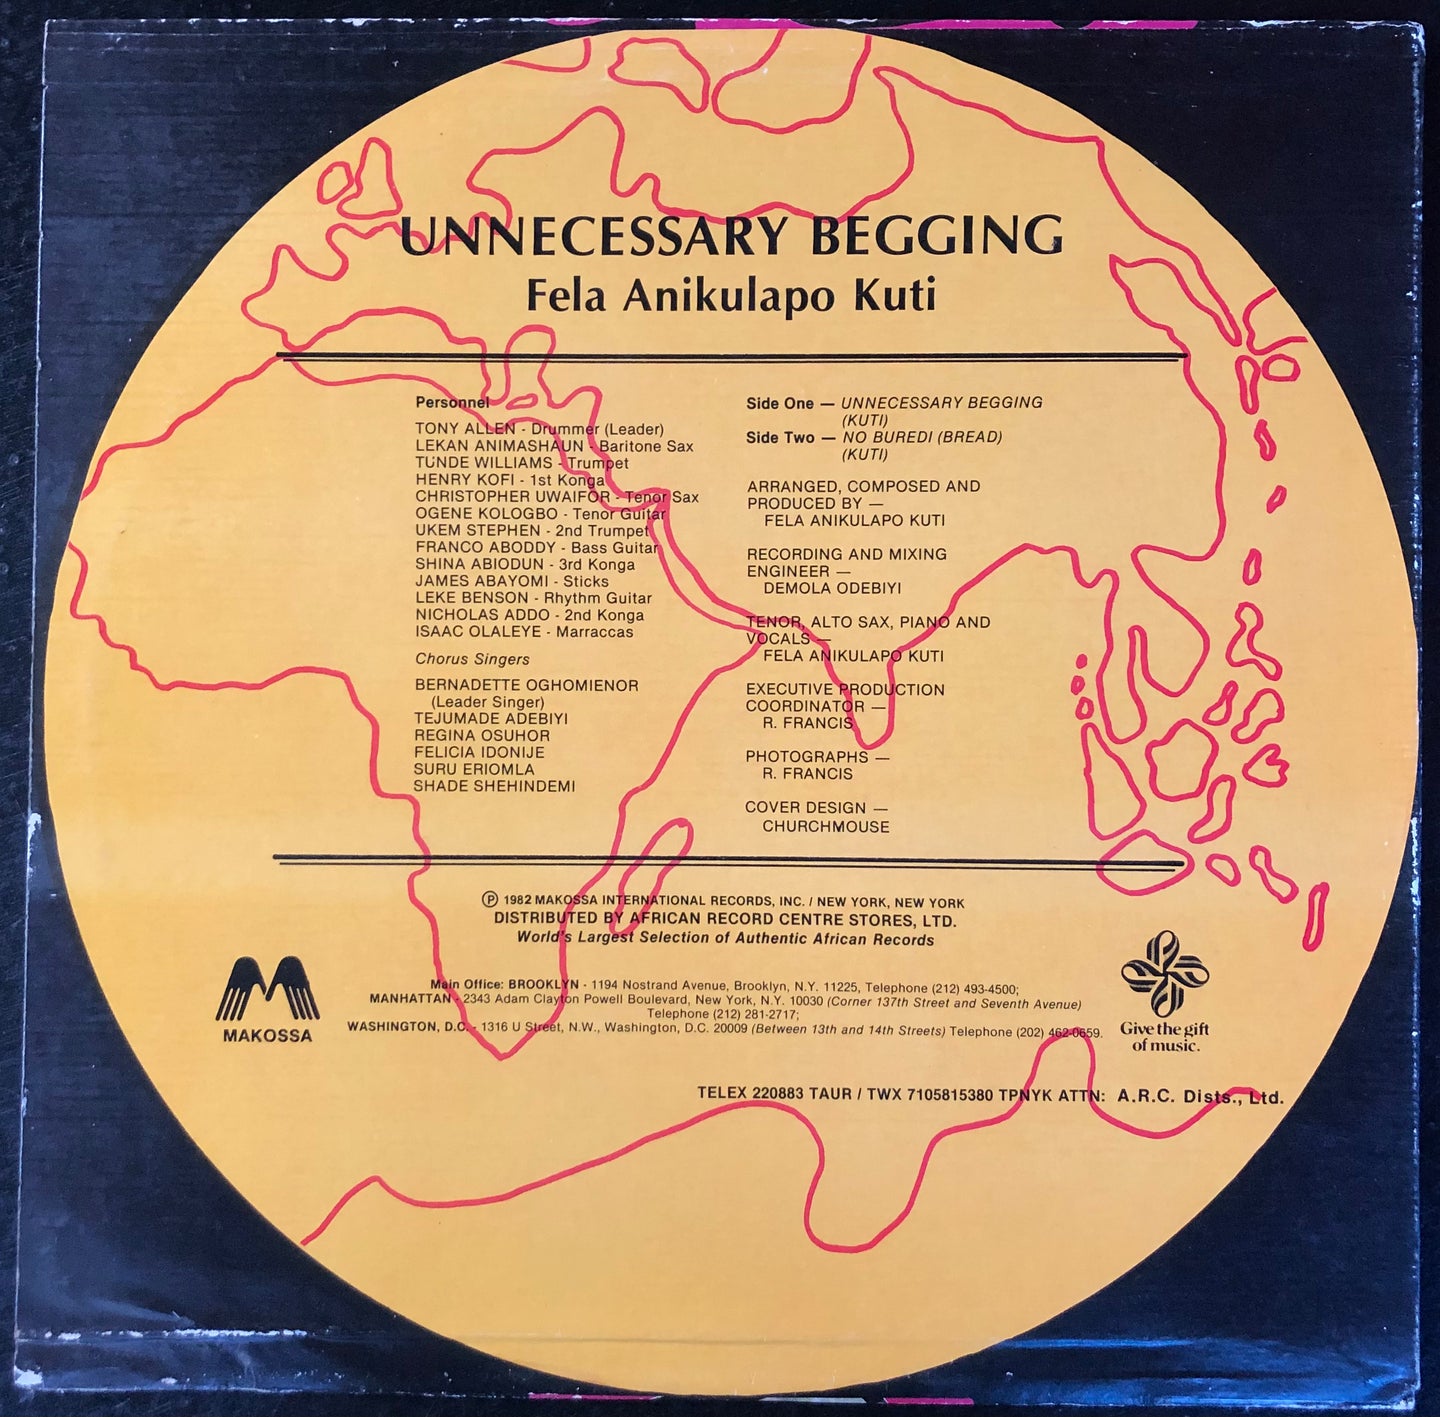 UNNECESSARY BEGGING
Fela Anikulapo Kuti
Personnel
TONY ALLEN - Drummer (Leader)
LEKAN ANIMASHAUN - Baritone Sax
TUNDE WILLIAMS - Trumpet
HENRY KOFI - 1st Konga
CHRISTOPHER UWAIFOR - Tenor Sax
OGENE KOLOGBO - Tenor Guitar
UKEM STEPHEN - 2nd Trumpet
FRANCO ABODDY - Bass Guitar
SHINA ABIODUN - 3rd Konga
JAMES ABAYOMI - Sticks
LEKE BENSON - Rhythm Guitar
NICHOLAS ADDO - 2nd Konga
ISAAC OLALEYE - Marraccas
Chorus Singers
BERNADETTE OGHOMIENOR
(Leader Singer)
TEJUMADE ADEBIYI
REGINA OSUHOR
FELICIA IDONIJE
SURU ERIOMLA
SHADE SHEHINDEMI
Side One — UNNECESSARY BEGGING
(KUTI)
Side Two — NO BUREDI (BREAD)
(KUTI)
ARRANGED, COMPOSED AND
PRODUCED BY —
FELA ANIKULAPO KUTI
RECORDING AND MIXING
ENGINEER —
DEMOLA ODEBIYI
TENOR, ALTO SAX, PIANO AND
VOCALS —
FELA ANIKULAPO KUTI
EXECUTIVE PRODUCTION
COORDINATOR —
R. FRANCIS
PHOTOGRAPHS —
R. FRANCIS
COVER DESIGN —
CHURCHMOUSE
℗ 1982 MAKOSSA INTERNATIONAL RECORDS, INC. / NEW YORK, NEW YORK
DISTRIBUTED BY AFRICAN RECORD CENTRE STORES, LTD.
World's Largest Selection of Authentic African Records
Main Office: BROOKLYN - 1194 Nostrand Avenue, Brooklyn, N.Y. 11225, Telephone (212) 493-4500;
MANHATTAN - 2343 Adam Clayton Powell Boulevard, New York, N.Y. 10030 (Corner 137th Street and Seventh Avenue)
Telephone (212) 281-2717;
WASHINGTON, D.C. - 1316 U Street, N.W., Washington, D.C. 20009 (Between 13th and 14th Streets) Telephone (202) 462-0659.
MAKOSSA
Give the gift
of music.
TELEX 220883 TAUR / TWX 7105815380 TPNYK ATTN: A.R.C. Dists., Ltd.